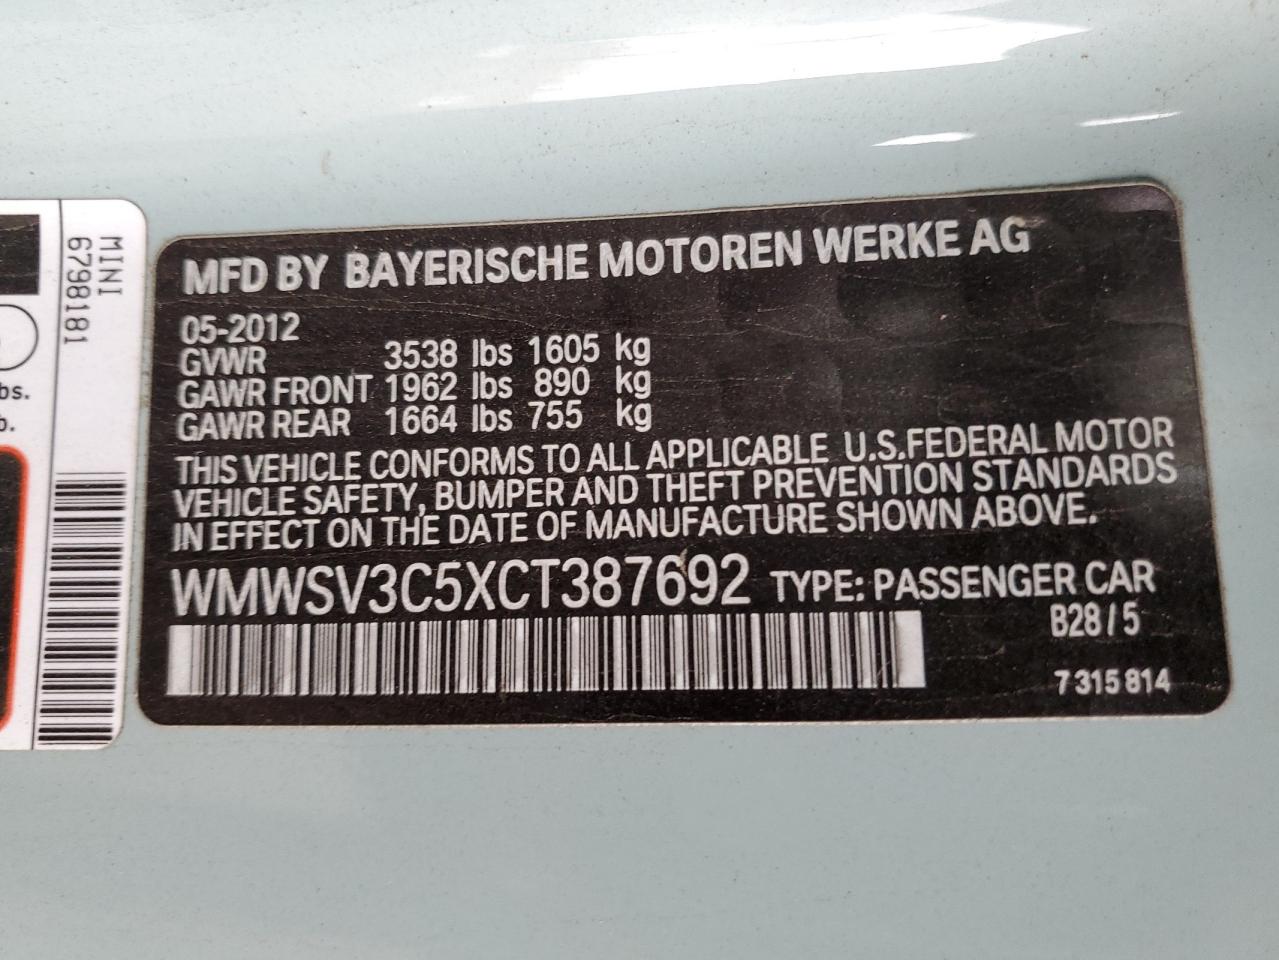 MINI
6798181
bs.
b.
MFD BY BAYERISCHE MOTOREN WERKE AG
05-2012
GVWR 3538 lbs 1605 kg
GAWR FRONT 1962 lbs 890 kg
GAWR REAR 1664 lbs 755 kg
THIS VEHICLE CONFORMS TO ALL APPLICABLE U.S.FEDERAL MOTOR
VEHICLE SAFETY, BUMPER AND THEFT PREVENTION STANDARDS
IN EFFECT ON THE DATE OF MANUFACTURE SHOWN ABOVE.
WMWSV3C5XCT387692 TYPE: PASSENGER CAR
B28/5
7 315 814